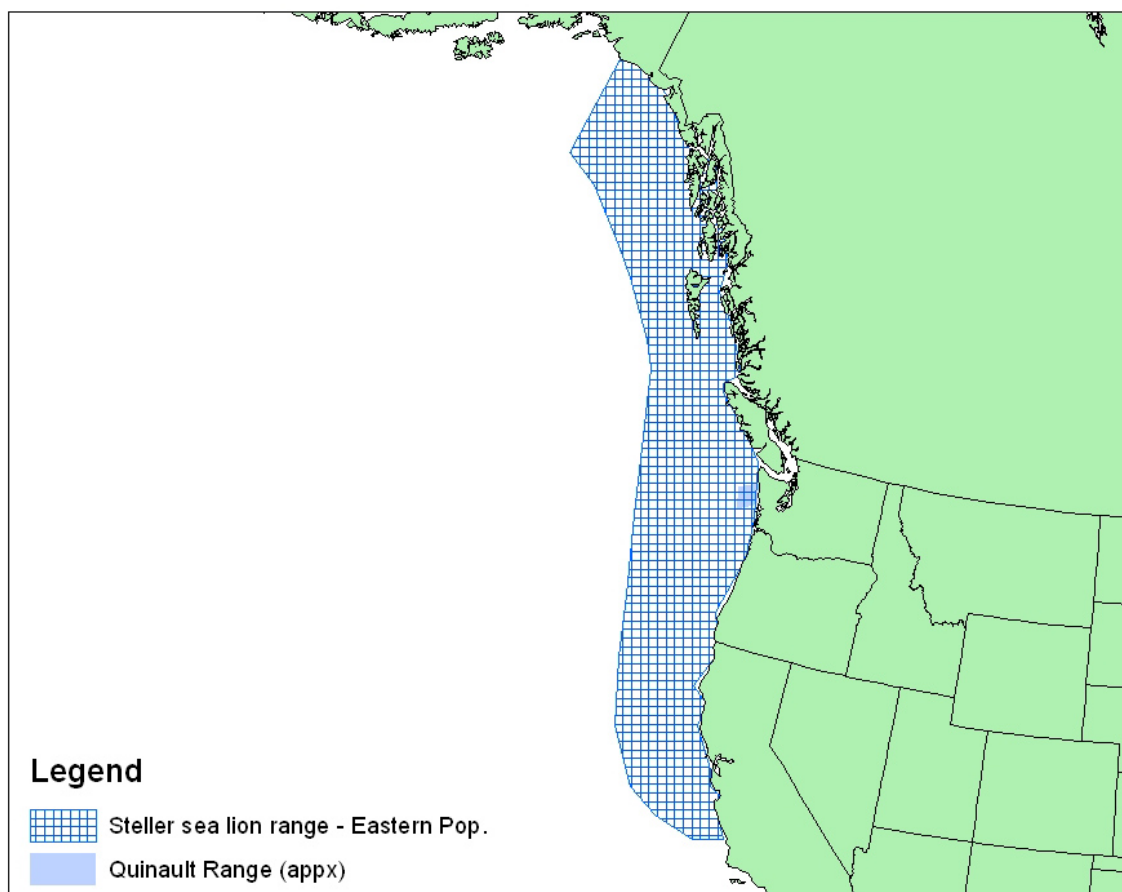 Legend
Steller sea lion range - Eastern Pop.
Quinault Range (appx)